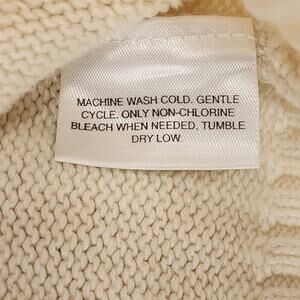 MACHINE WASH COLD. GENTLE
CYCLE. ONLY NON-CHLORINE
BLEACH WHEN NEEDED. TUMBLE
DRY LOW.